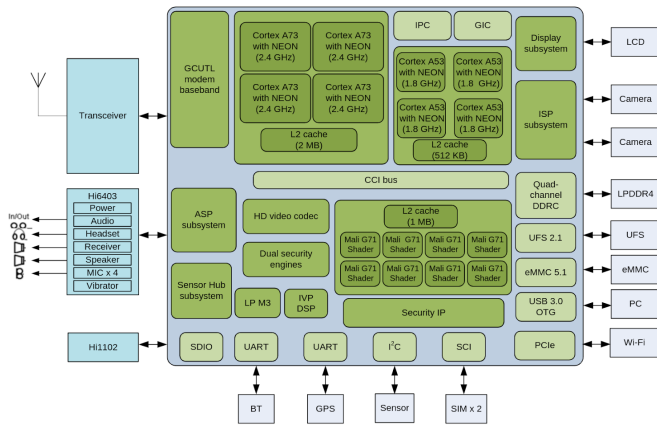 GCUTL
modem
baseband
Cortex A73
with NEON
(2.4 GHz)
Cortex A73
with NEON
(2.4 GHz)
Cortex A73
with NEON
(2.4 GHz)
Cortex A73
with NEON
(2.4 GHz)
L2 cache
(2 MB)
IPC
GIC
Cortex A53
with NEON
(1.8 GHz)
Cortex A53
with NEON
(1.8 GHz)
Cortex A53
with NEON
(1.8 GHz)
Cortex A53
with NEON
(1.8 GHz)
L2 cache
(512 KB)
Display
subsystem
LCD
ISP
subsystem
Camera
Camera
Transceiver
CCI bus
Quad-
channel
DDRC
LPDDR4
Hi6403
Power
Audio
Headset
Receiver
Speaker
MIC x 4
Vibrator
In/Out
ASP
subsystem
HD video codec
Dual security
engines
L2 cache
(1 MB)
Mali G71
Shader
Mali G71
Shader
Mali G71
Shader
Mali G71
Shader
Mali G71
Shader
Mali G71
Shader
Mali G71
Shader
Mali G71
Shader
UFS 2.1
UFS
eMMC 5.1
eMMC
Sensor Hub
subsystem
LP M3
IVP
DSP
Security IP
USB 3.0
OTG
PC
Hi1102
SDIO
UART
UART
I²C
SCI
PCIe
Wi-Fi
BT
GPS
Sensor
SIM x 2